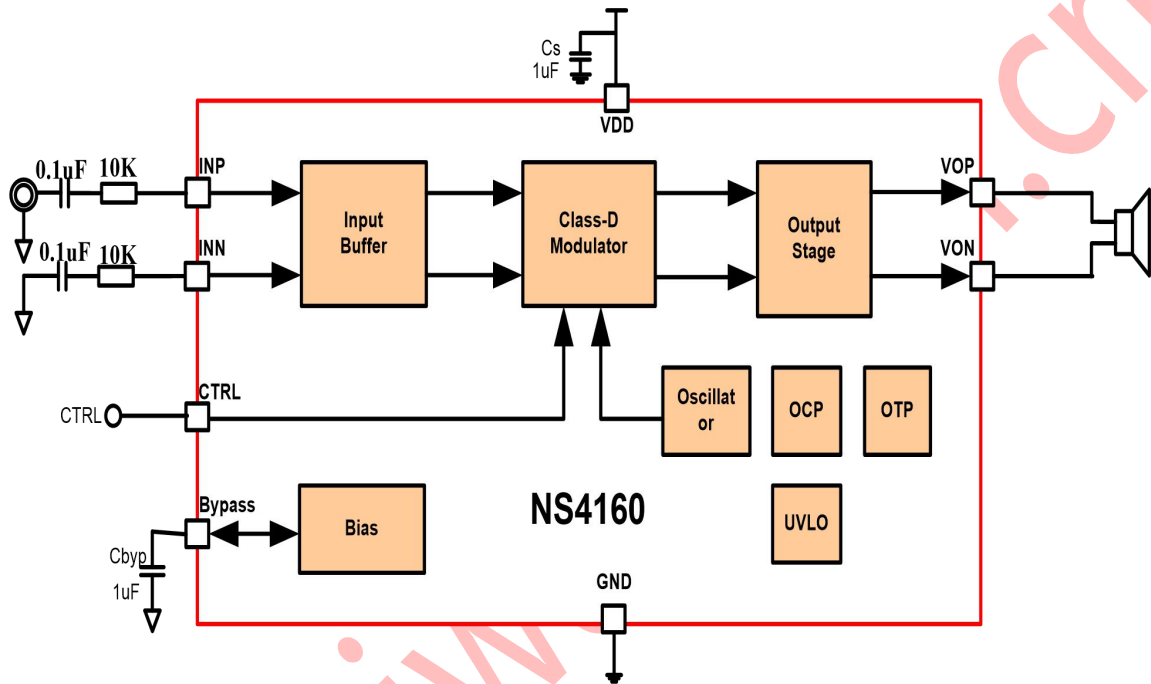 Cs
1uF
VDD
0.1uF 10K INP
VOP
Input
Buffer
Class-D
Modulator
Output
Stage
0.1uF 10K INN
VON
CTRL
CTRL
Oscillat
or
OCP
OTP
Bypass
Bias
NS4160
UVLO
Cbyp
1uF
GND
.cn